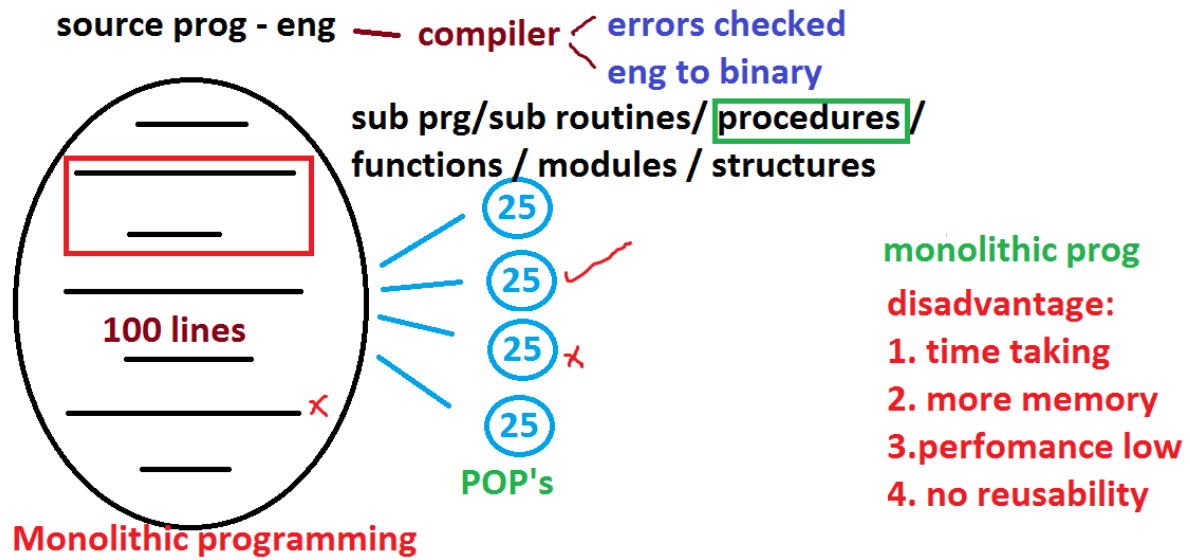 source prog - eng
compiler
errors checked
eng to binary
sub prg/sub routines/ procedures /
functions / modules / structures
25
25
25
25
POP's
100 lines
Monolithic programming
monolithic prog
disadvantage:
1. time taking
2. more memory
3.perfomance low
4. no reusability